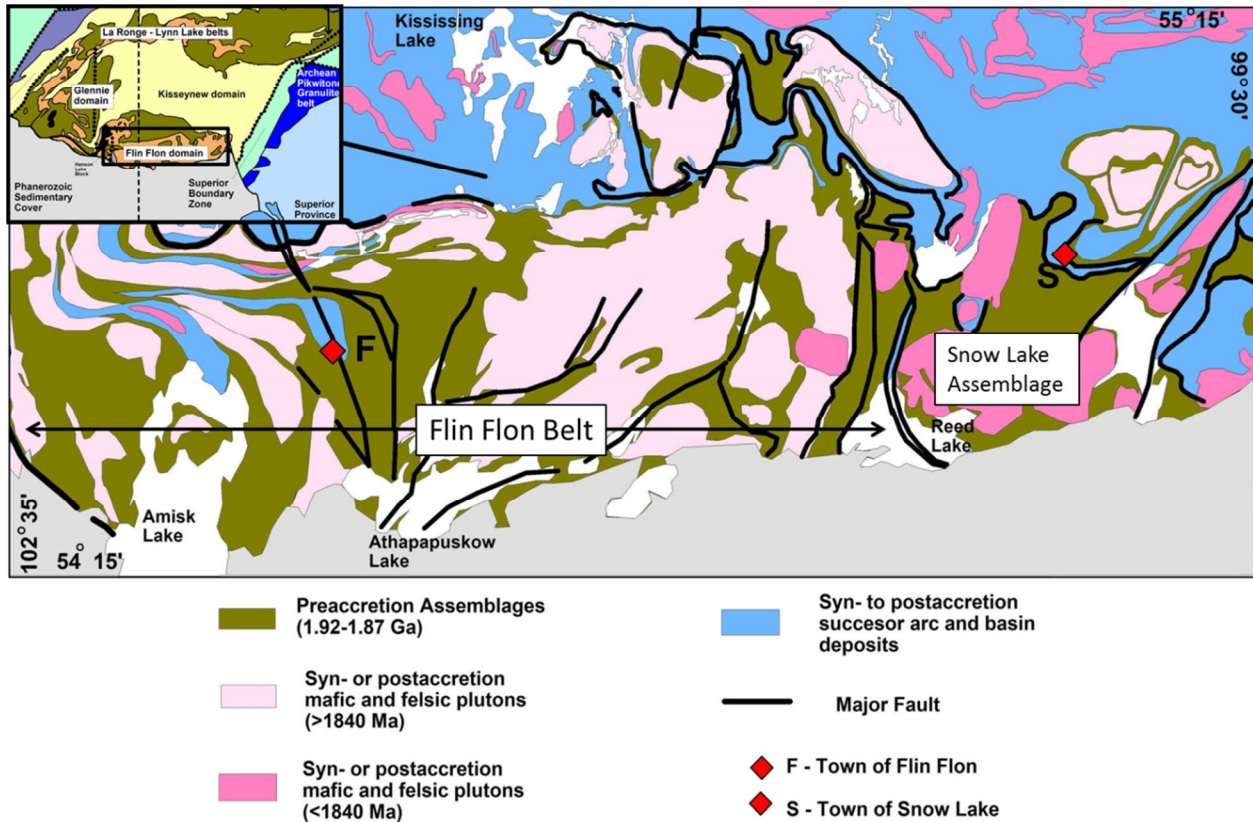 La Ronge - Lynn Lake belts
Glennie
domain
Kisseynew domain
Archean
Pikwitonei
Granulite
belt
Flin Flon domain
Hanson
Lake
Block
Phanerozoic
Sedimentary
Cover
Superior
Boundary
Zone
Superior
Province
Kississing
Lake
55° 15'
99° 30'
F
S
Snow Lake
Assemblage
Flin Flon Belt
Reed
Lake
Amisk
Lake
Athapapuskow
Lake
102° 35'
54° 15'
Preaccretion Assemblages
(1.92-1.87 Ga)
Syn- or postaccretion
mafic and felsic plutons
(>1840 Ma)
Syn- or postaccretion
mafic and felsic plutons
(<1840 Ma)
Syn- to postaccretion
succesor arc and basin
deposits
Major Fault
F - Town of Flin Flon
S - Town of Snow Lake